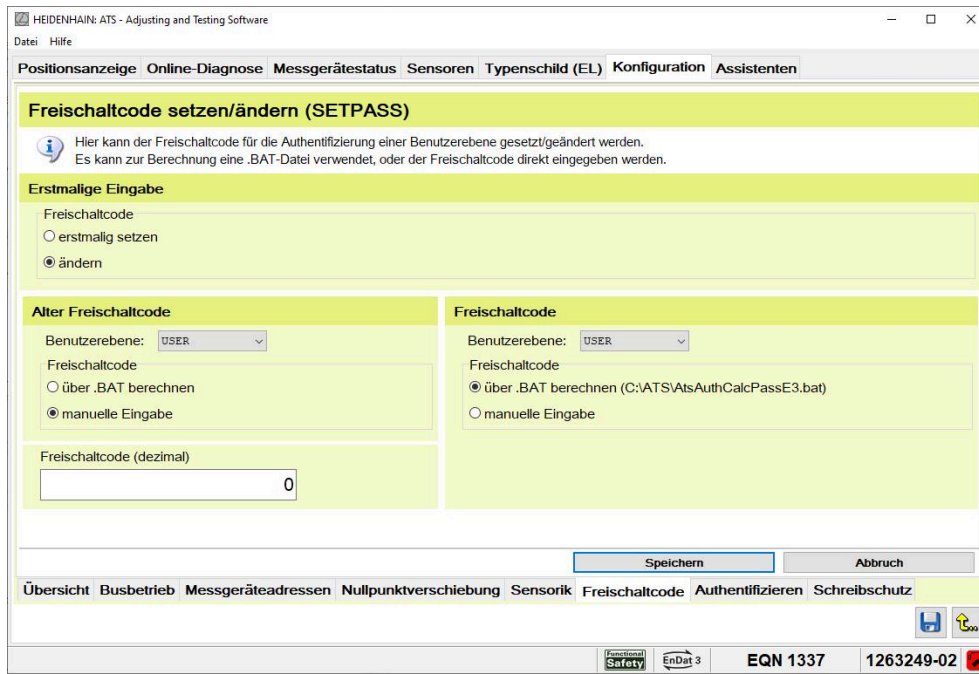 HEIDENHAIN: ATS - Adjusting and Testing Software
Datei Hilfe
Positionsanzeige Online-Diagnose Messgerätestatus Sensoren Typenschild (EL) Konfiguration Assistenten
Freischaltcode setzen/ändern (SETPASS)
Hier kann der Freischaltcode für die Authentifizierung einer Benutzerebene gesetzt/geändert werden.
Es kann zur Berechnung eine .BAT-Datei verwendet, oder der Freischaltcode direkt eingegeben werden.
Erstmalige Eingabe
Freischaltcode
erstmalig setzen
ändern
Alter Freischaltcode
Benutzerebene: USER
Freischaltcode
über .BAT berechnen
manuelle Eingabe
Freischaltcode (dezimal)
0
Freischaltcode
Benutzerebene: USER
Freischaltcode
über .BAT berechnen (C:\ATS\AtsAuthCalcPassE3.bat)
manuelle Eingabe
Speichern Abbruch
Übersicht Busbetrieb Messgeräteadressen Nullpunktverschiebung Sensorik Freischaltcode Authentifizieren Schreibschutz
Functional Safety EnDat 3 EQN 1337 1263249-02